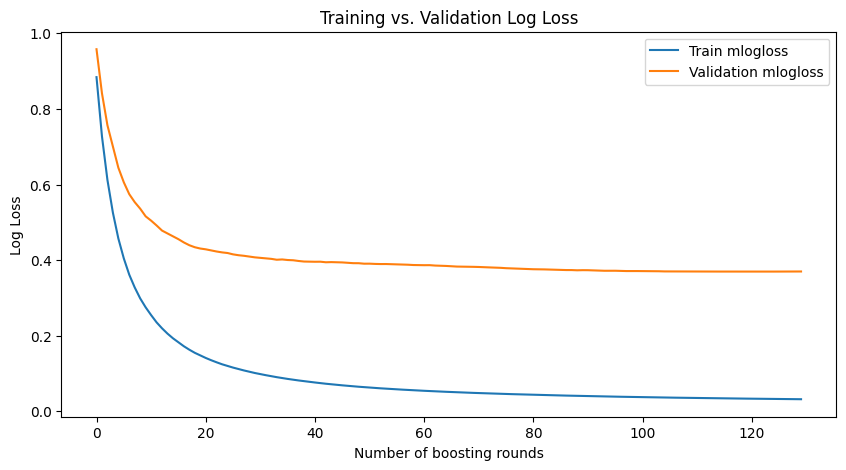 Training vs. Validation Log Loss
Train mlogloss
Validation mlogloss
Log Loss
1.0
0.8
0.6
0.4
0.2
0.0
0 20 40 60 80 100 120
Number of boosting rounds